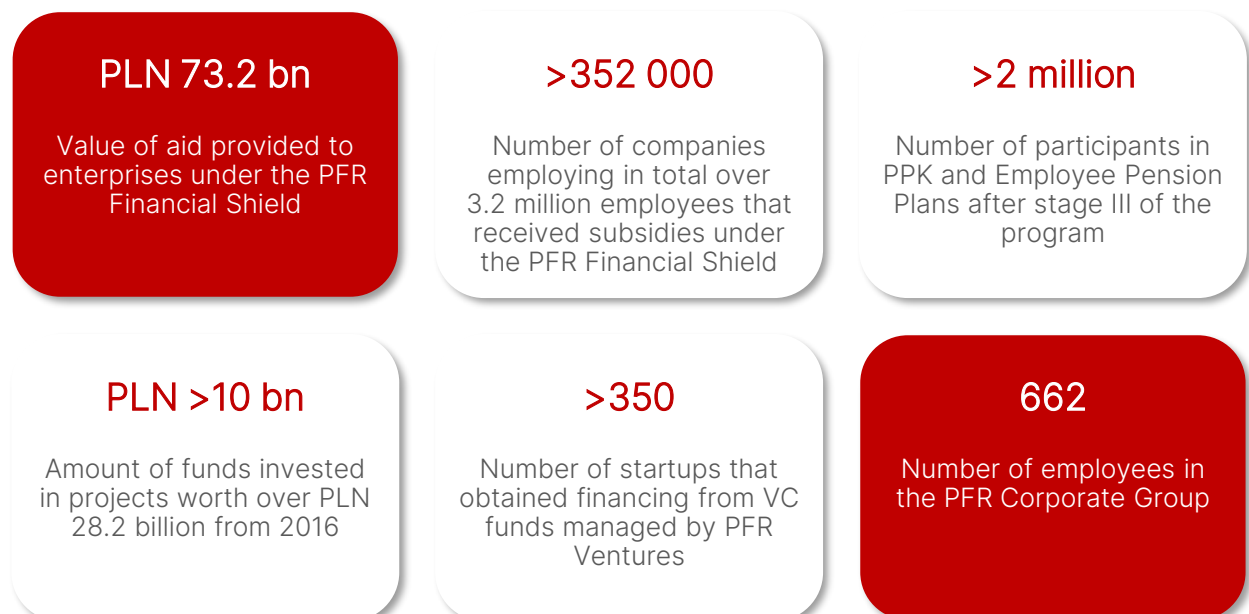 PLN 73.2 bn
Value of aid provided to
enterprises under the PFR
Financial Shield
>352 000
Number of companies
employing in total over
3.2 million employees that
received subsidies under
the PFR Financial Shield
>2 million
Number of participants in
PPK and Employee Pension
Plans after stage III of the
program
PLN >10 bn
Amount of funds invested
in projects worth over PLN
28.2 billion from 2016
>350
Number of startups that
obtained financing from VC
funds managed by PFR
Ventures
662
Number of employees in
the PFR Corporate Group